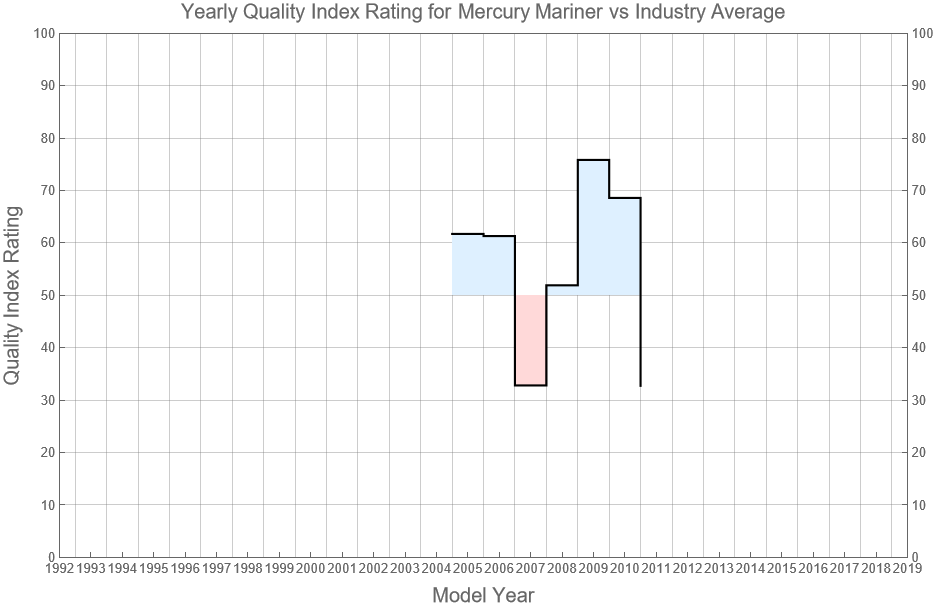 Yearly Quality Index Rating for Mercury Mariner vs Industry Average
100 100
90 90
80 80
70 70
60 60
50 50
40 40
30 30
20 20
10 10
0 0
Quality Index Rating
1992 1993 1994 1995 1996 1997 1998 1999 2000 2001 2002 2003 2004 2005 2006 2007 2008 2009 2010 2011 2012 2013 2014 2015 2016 2017 2018 2019
Model Year